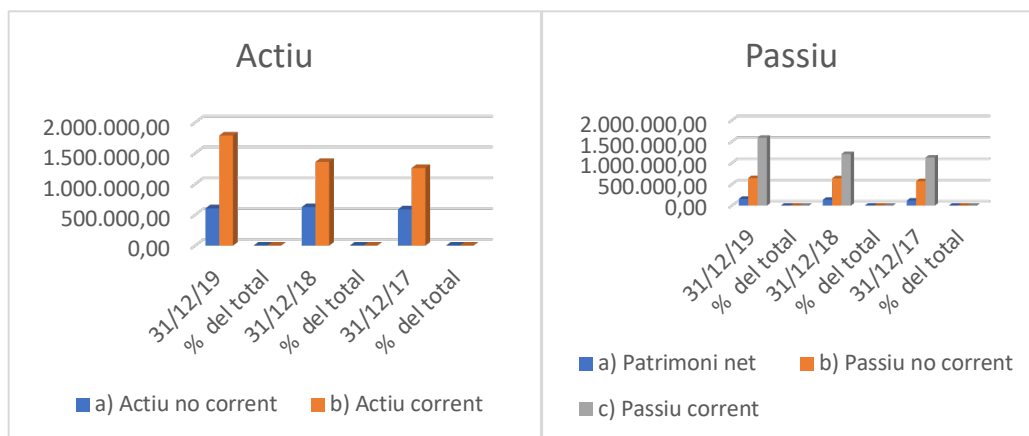 Actiu
2.000.000,00
1.500.000,00
1.000.000,00
500.000,00
0,00
31/12/19
% del total
31/12/18
% del total
31/12/17
% del total
a) Actiu no corrent
b) Actiu corrent
Passiu
2.000.000,00
1.500.000,00
1.000.000,00
500.000,00
0,00
31/12/19
% del total
31/12/18
% del total
31/12/17
% del total
a) Patrimoni net
b) Passiu no corrent
c) Passiu corrent